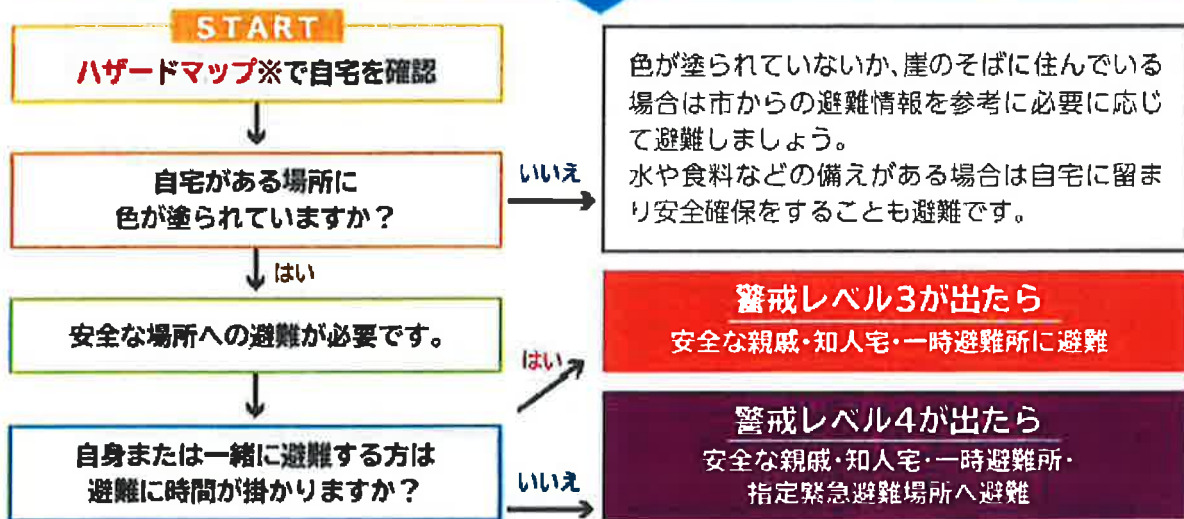 START
ハザードマップ※で自宅を確認
色が塗られていないか、崖のそばに住んでいる
場合は市からの避難情報を参考に必要に応じ
て避難しましょう。
水や食料などの備えがある場合は自宅に留ま
り安全確保をすることも避難です。
自宅がある場所に
色が塗られていますか？
いいえ
はい
安全な場所への避難が必要です。
はい
警戒レベル3が出たら
安全な親戚・知人宅・一時避難所に避難
自身または一緒に避難する方は
避難に時間が掛かりますか？
いいえ
警戒レベル4が出たら
安全な親戚・知人宅・一時避難所・
指定緊急避難場所へ避難